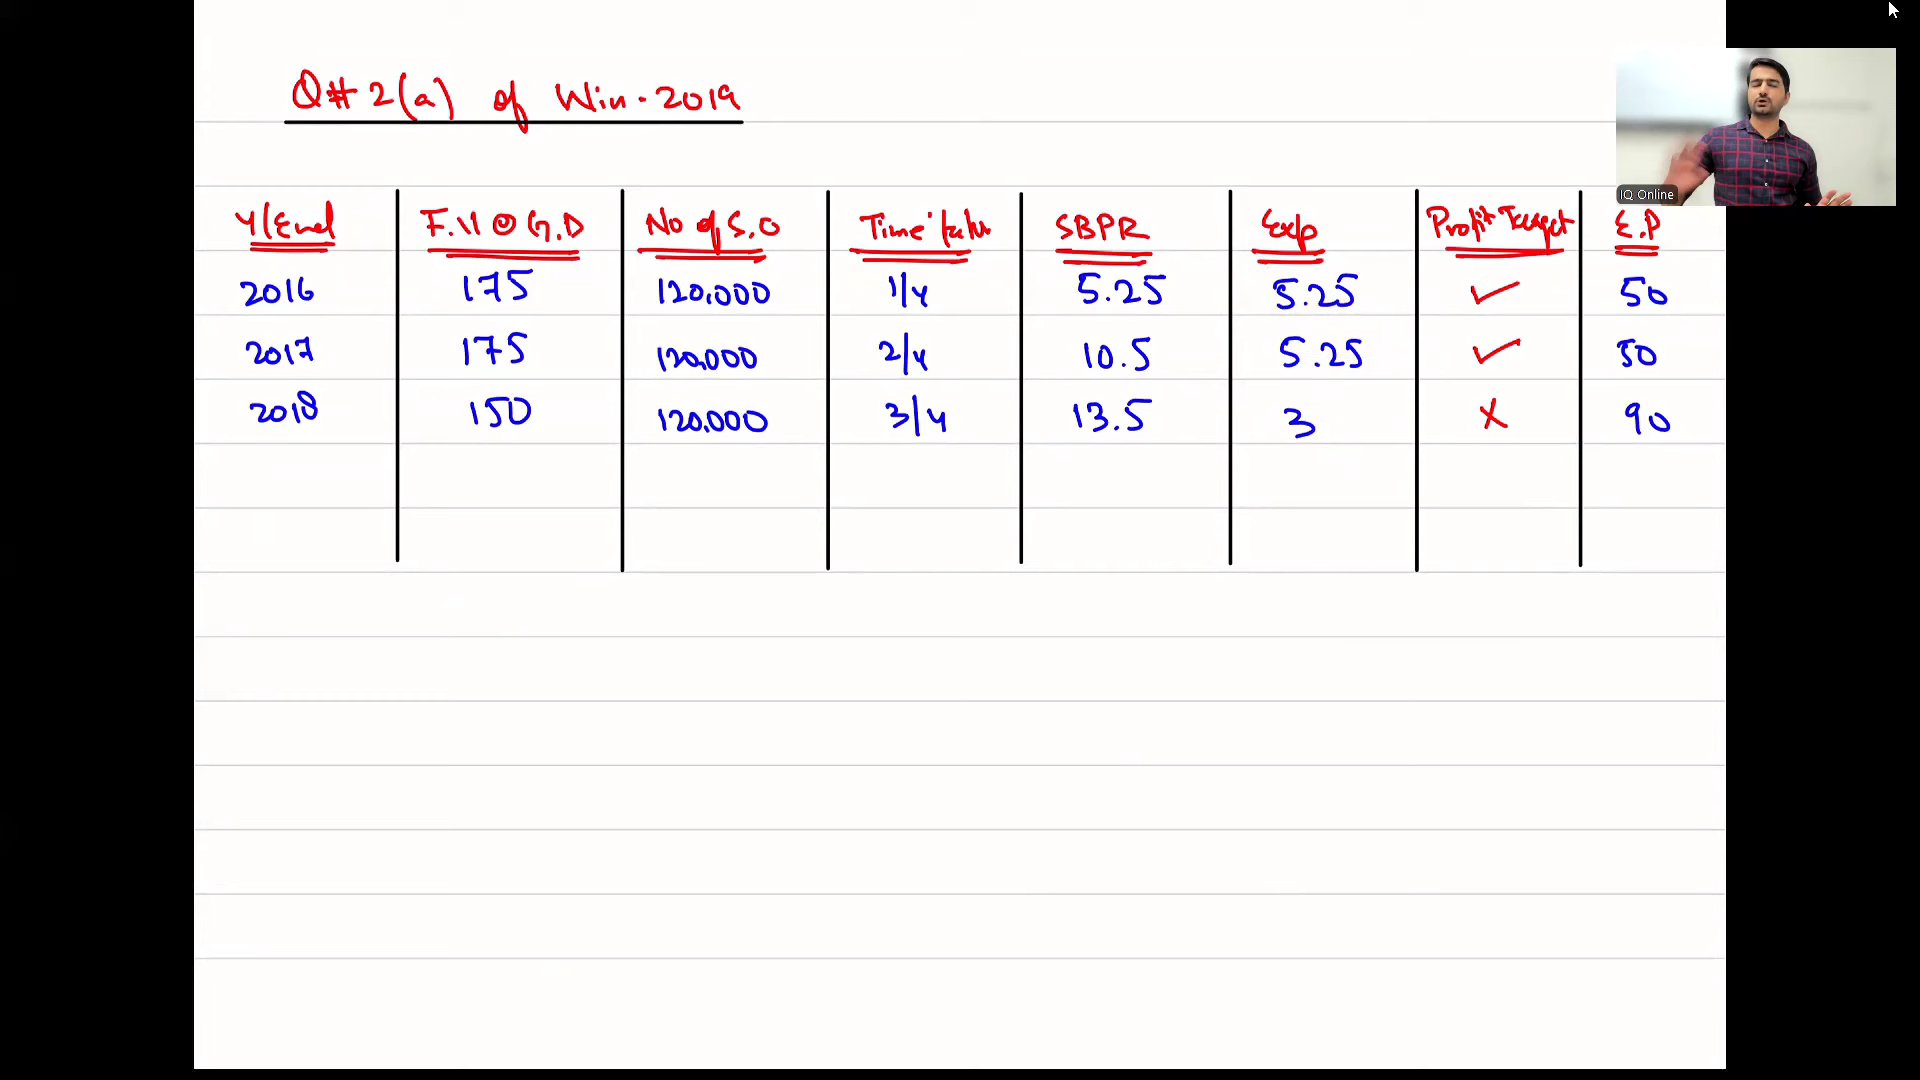 Q# 2(a) of Win-2019
IQ Online
Y/End F.V @ G.D No of S.O Time SBPR Exp Profit Target E.P
2016 175 120,000 1/4 5.25 5.25 ✓ 50
2017 175 120,000 2/4 10.5 5.25 ✓ 50
2018 150 120,000 3/4 13.5 3 × 90